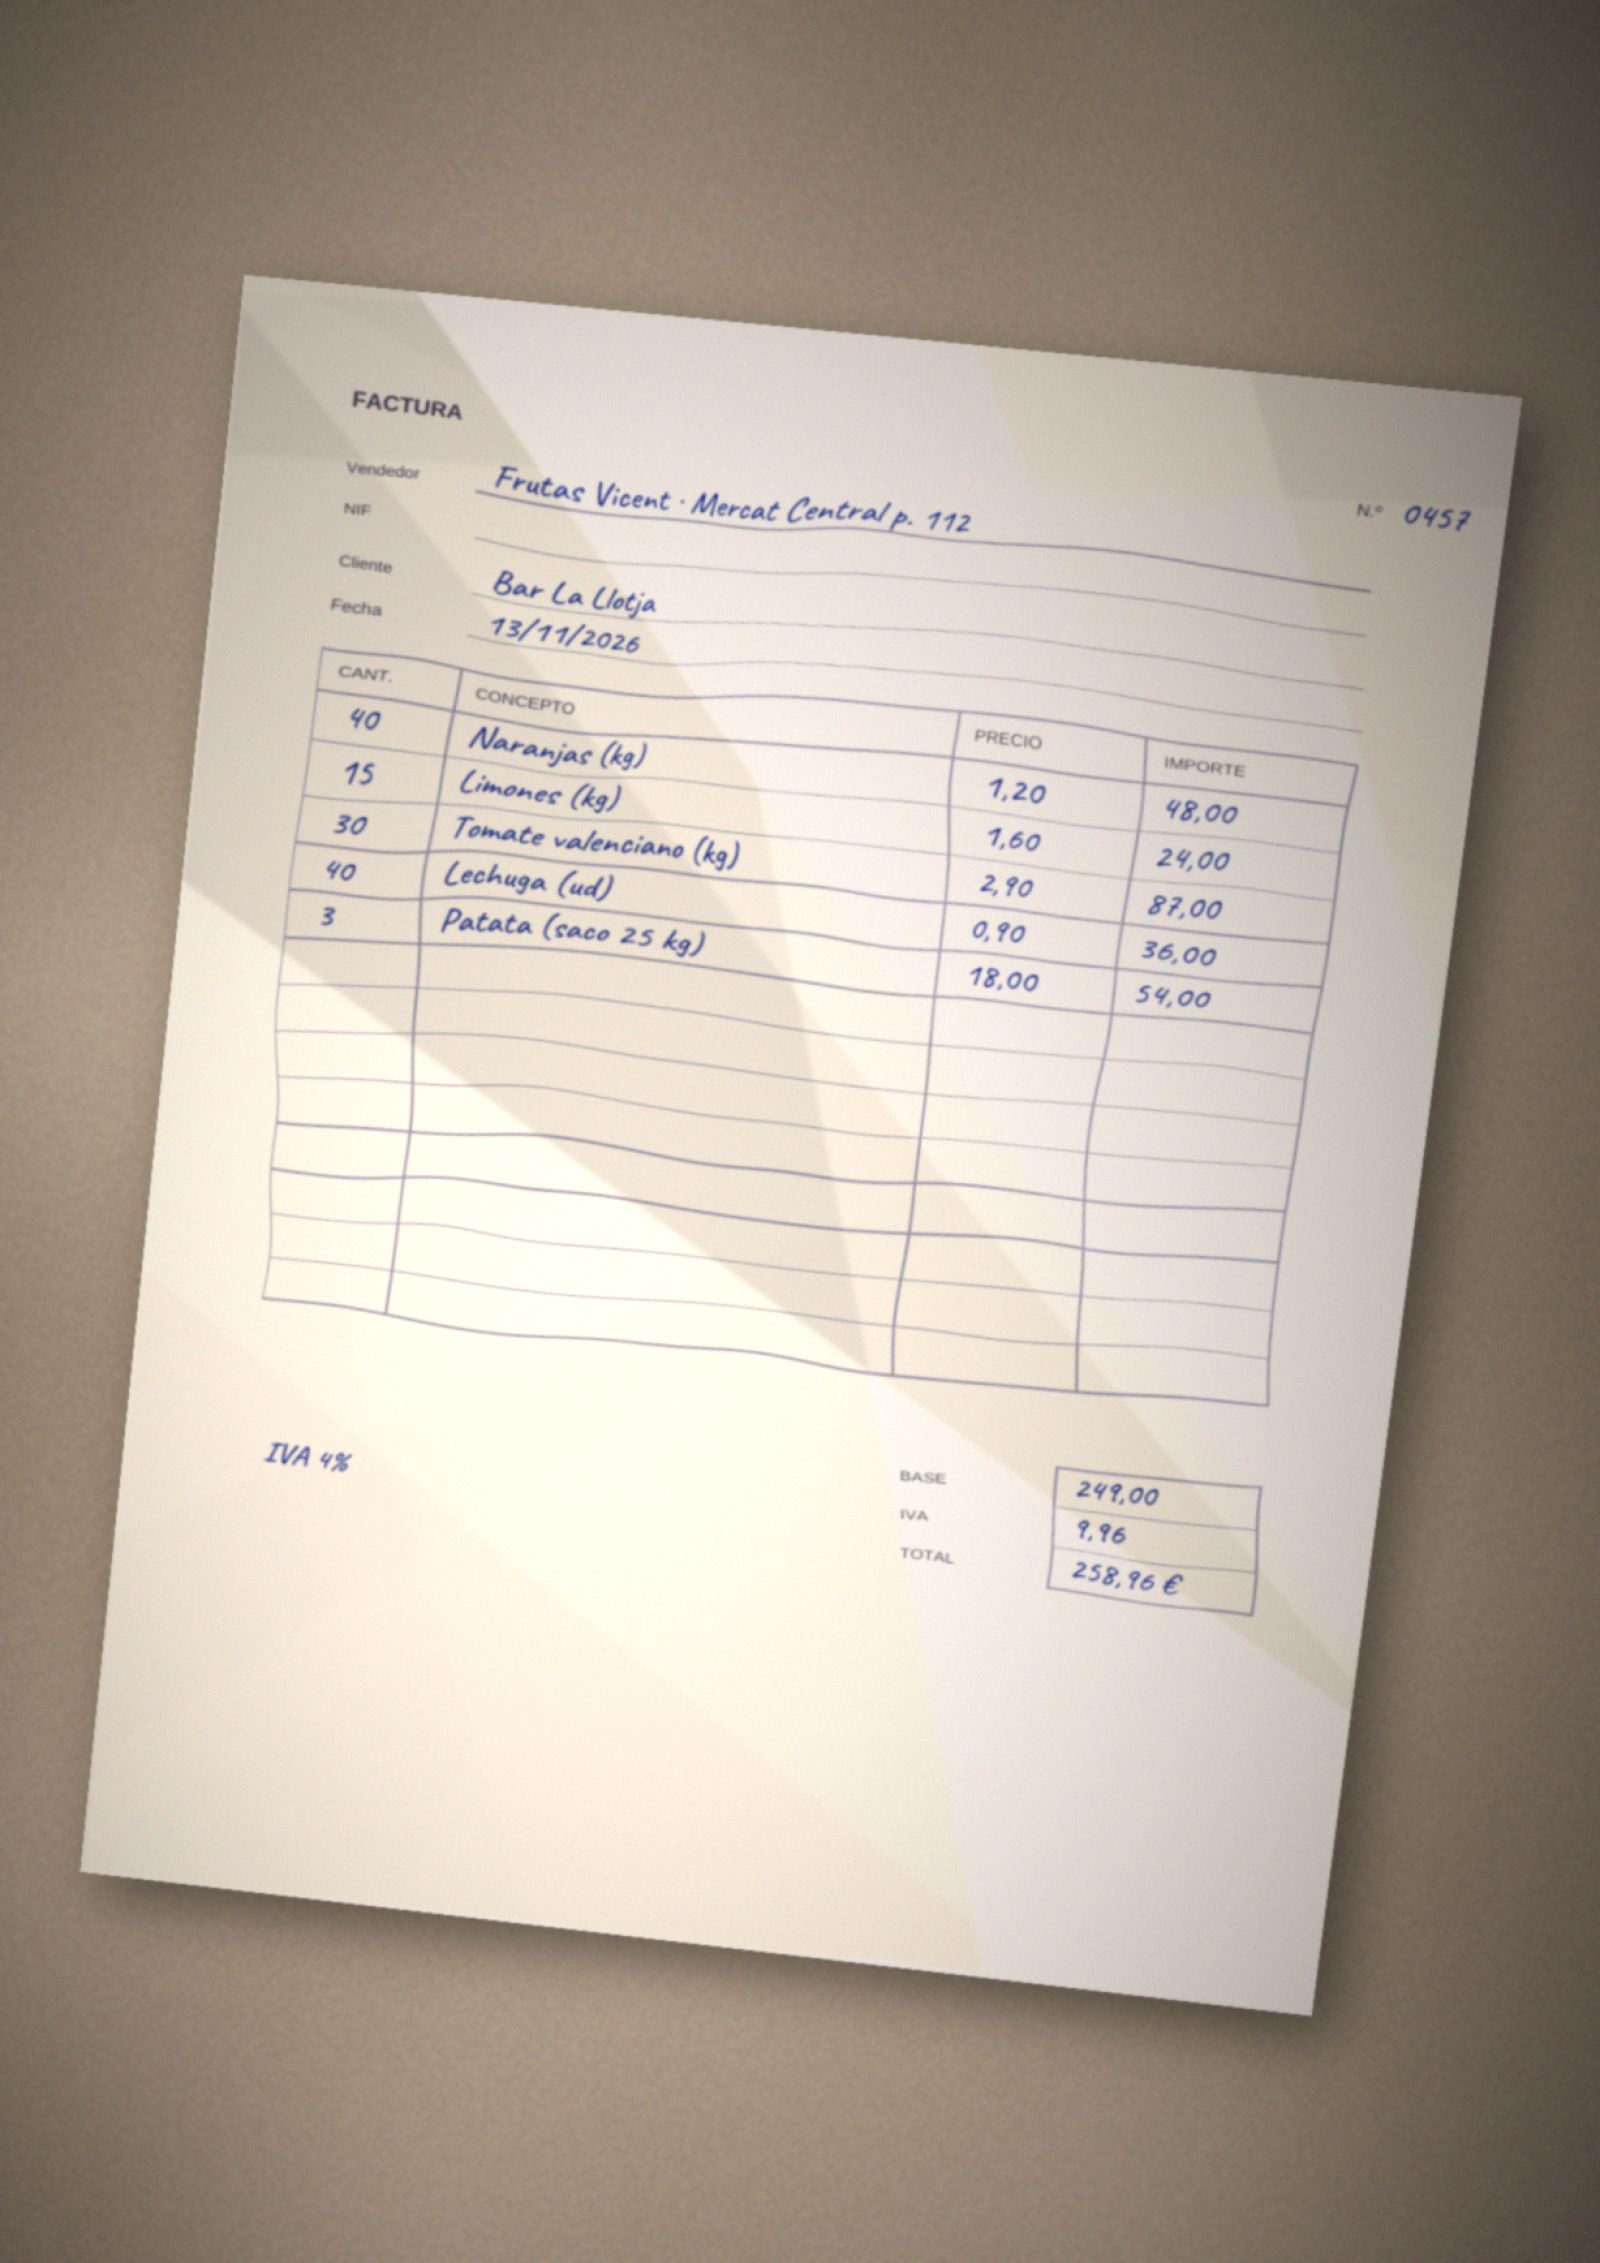 FACTURA
Vendedor Frutas Vicent · Mercat Central p. 112 N.º 0457
NIF
Cliente Bar La Llotja
Fecha 13/11/2026
CANT. CONCEPTO PRECIO IMPORTE
40 Naranjas (kg) 1,20 48,00
15 Limones (kg) 1,60 24,00
30 Tomate valenciano (kg) 2,90 87,00
40 Lechuga (ud) 0,90 36,00
3 Patata (saco 25 kg) 18,00 54,00
IVA 4%
BASE 249,00
IVA 9,96
TOTAL 258,96 €